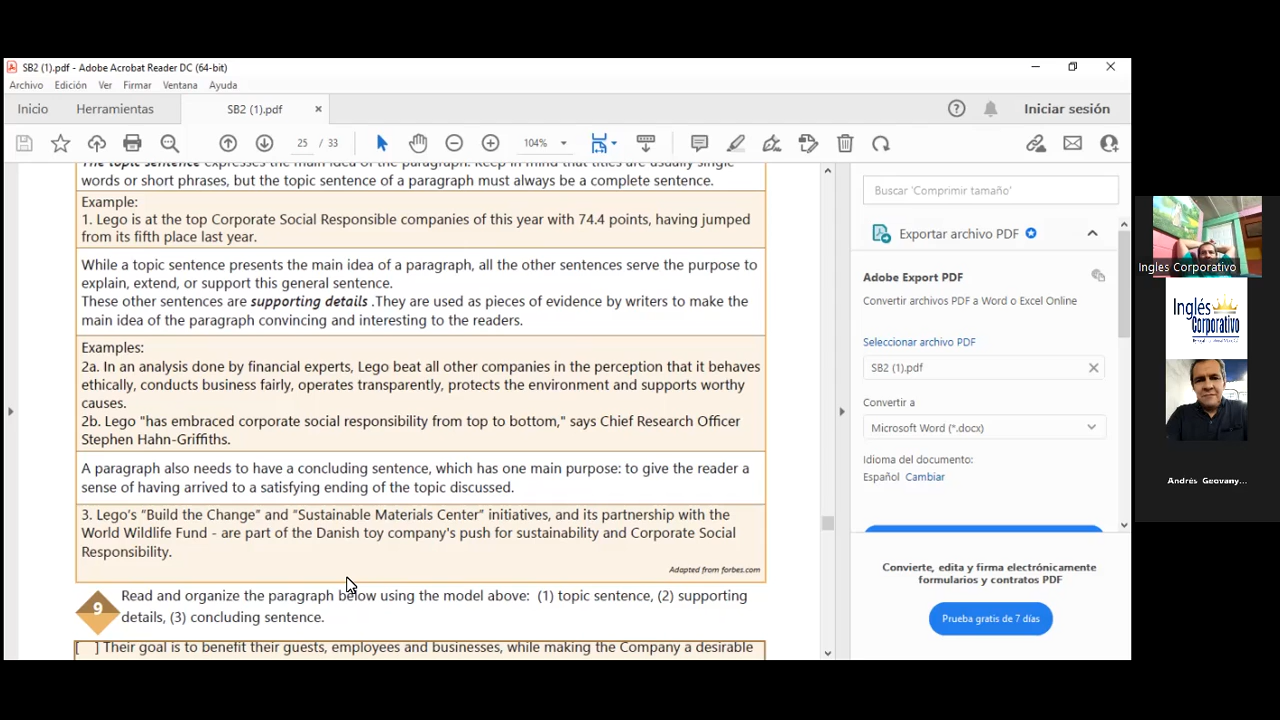 SB2 (1).pdf - Adobe Acrobat Reader DC (64-bit)
Archivo Edición Ver Firmar Ventana Ayuda
Inicio Herramientas SB2 (1).pdf × Iniciar sesión
25 / 33 104%
The topic sentence expresses the main idea of the paragraph. Keep in mind that titles are usually single
words or short phrases, but the topic sentence of a paragraph must always be a complete sentence.
Example:
1. Lego is at the top Corporate Social Responsible companies of this year with 74.4 points, having jumped
from its fifth place last year.
While a topic sentence presents the main idea of a paragraph, all the other sentences serve the purpose to
explain, extend, or support this general sentence.
These other sentences are supporting details .They are used as pieces of evidence by writers to make the
main idea of the paragraph convincing and interesting to the readers.
Examples:
2a. In an analysis done by financial experts, Lego beat all other companies in the perception that it behaves
ethically, conducts business fairly, operates transparently, protects the environment and supports worthy
causes.
2b. Lego "has embraced corporate social responsibility from top to bottom," says Chief Research Officer
Stephen Hahn-Griffiths.
A paragraph also needs to have a concluding sentence, which has one main purpose: to give the reader a
sense of having arrived to a satisfying ending of the topic discussed.
3. Lego's "Build the Change" and "Sustainable Materials Center" initiatives, and its partnership with the
World Wildlife Fund - are part of the Danish toy company's push for sustainability and Corporate Social
Responsibility.
Adapted from forbes.com
9 Read and organize the paragraph below using the model above: (1) topic sentence, (2) supporting
details, (3) concluding sentence.
[ ] Their goal is to benefit their guests, employees and businesses, while making the Company a desirable
Buscar 'Comprimir tamaño'
Exportar archivo PDF
Adobe Export PDF
Convertir archivos PDF a Word o Excel Online
Seleccionar archivo PDF
SB2 (1).pdf
Convertir a
Microsoft Word (*.docx)
Idioma del documento:
Español Cambiar
Convierte, edita y firma electrónicamente
formularios y contratos PDF
Prueba gratis de 7 días
Ingles Corporativo
Inglés
Corporativo
Andrés Geovany...